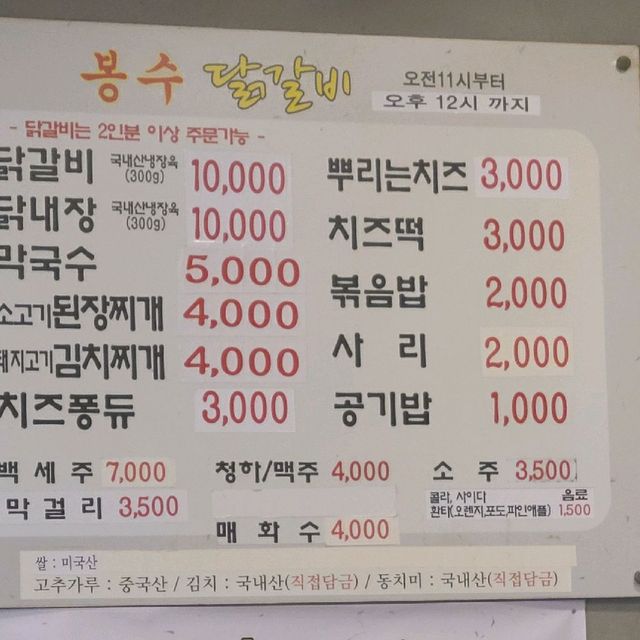 봉수 닭갈비
오전11시부터
오후 12시 까지
- 닭갈비는 2인분 이상 주문가능 -
닭갈비 국내산냉장육 (300g) 10,000
닭내장 국내산냉장육 (300g) 10,000
막국수 5,000
소고기된장찌개 4,000
돼지고기김치찌개 4,000
치즈퐁듀 3,000
뿌리는치즈 3,000
치즈떡 3,000
볶음밥 2,000
사 리 2,000
공기밥 1,000
백 세 주 7,000
청하/맥주 4,000
소 주 3,500
막 걸 리 3,500
매 화 수 4,000
콜라, 사이다 음료
환타(오렌지,포도,파인애플) 1,500
쌀 : 미국산
고추가루 : 중국산 / 김치 : 국내산(직접담금) / 동치미 : 국내산(직접담금)